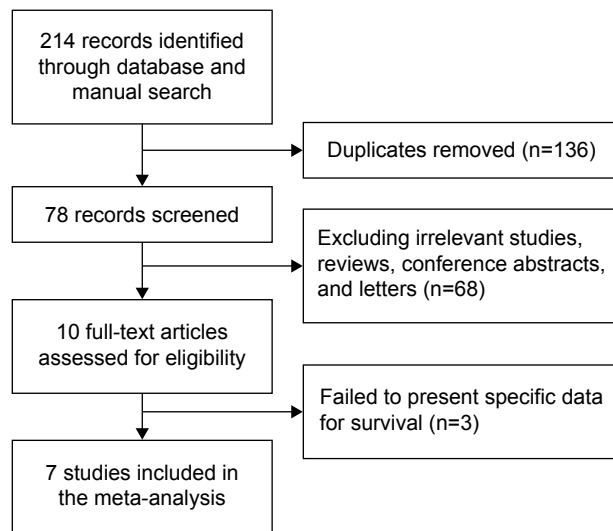 214 records identified
through database and
manual search
Duplicates removed (n=136)
78 records screened
Excluding irrelevant studies,
reviews, conference abstracts,
and letters (n=68)
10 full-text articles
assessed for eligibility
Failed to present specific data
for survival (n=3)
7 studies included in
the meta-analysis